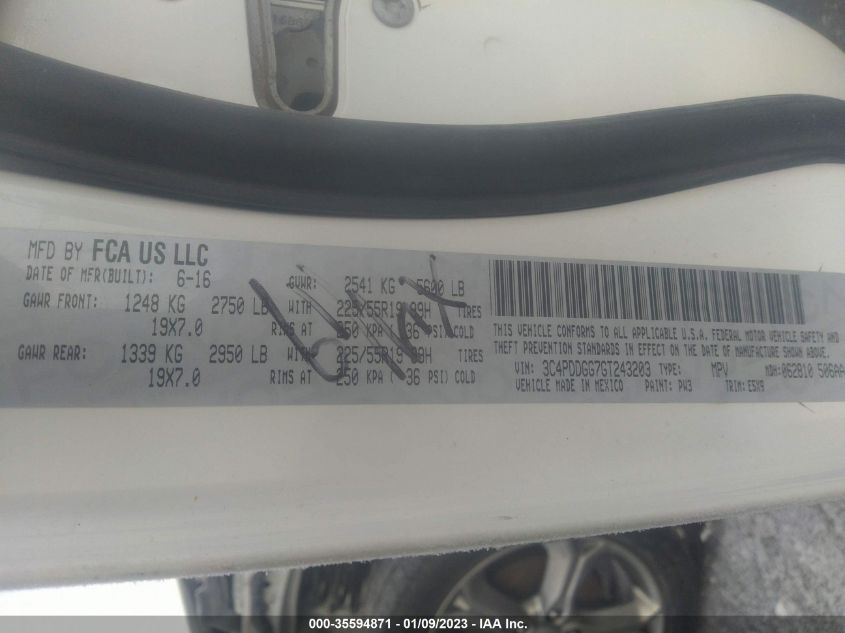 MFD BY FCA US LLC
DATE OF MFR(BUILT): 6-16 GVWR: 2541 KG 5600 LB
GAWR FRONT: 1248 KG 2750 LB WITH 225/55R19 99H TIRES
19X7.0 RIMS AT 250 KPA 36 PSI) COLD
GAWR REAR: 1339 KG 2950 LB WITH 225/55R19 99H TIRES
19X7.0 RIMS AT 250 KPA ( 36 PSI) COLD
THIS VEHICLE CONFORMS TO ALL APPLICABLE U.S.A. FEDERAL MOTOR VEHICLE SAFETY AND
THEFT PREVENTION STANDARDS IN EFFECT ON THE DATE OF MANUFACTURE SHOWN ABOVE.
VIN: 3C4PDDGG7GT243203 TYPE: MPV MDH: 062810 506AA
VEHICLE MADE IN MEXICO PAINT: PW3 TRIM: E5X9
000-35594871 - 01/09/2023 - IAA Inc.